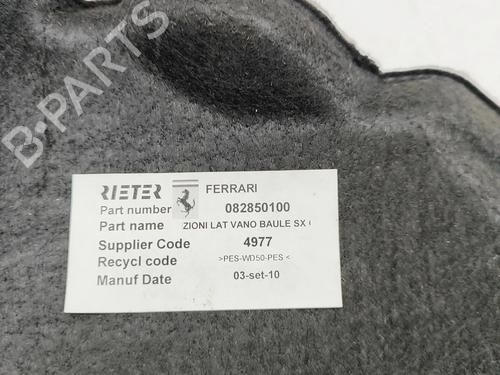 B-PARTS
RIETER FERRARI
Part number 082850100
Part name ZIONI LAT VANO BAULE SX
Supplier Code 4977
Recycl code >PES-WD50-PES <
Manuf Date 03-set-10